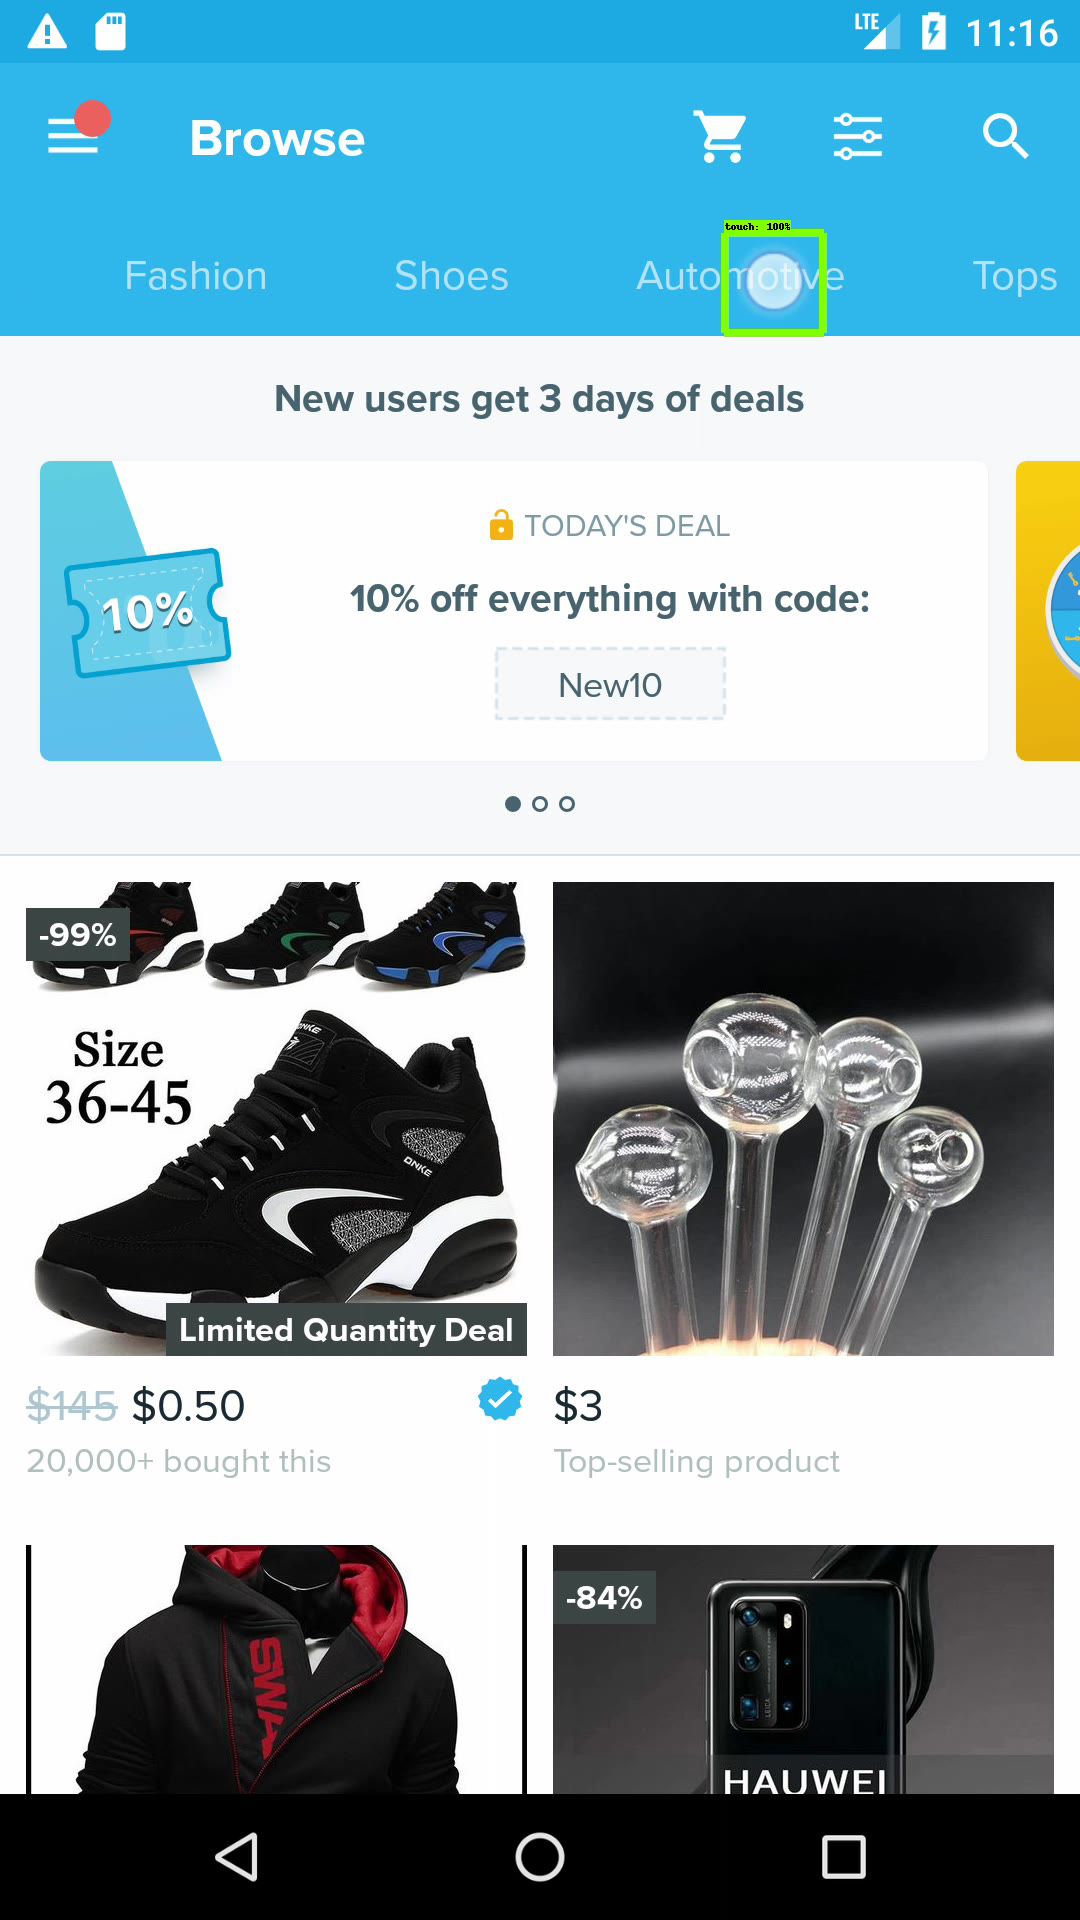 LTE 11:16
Browse
touch: 100%
Fashion Shoes Automotive Tops
New users get 3 days of deals
TODAY'S DEAL
10% off everything with code:
10%
New10
-99%
Size
36-45
ONKE
ONKE
Limited Quantity Deal
$145 $0.50
20,000+ bought this
$3
Top-selling product
SWA
-84%
LEICA
HAUWEI